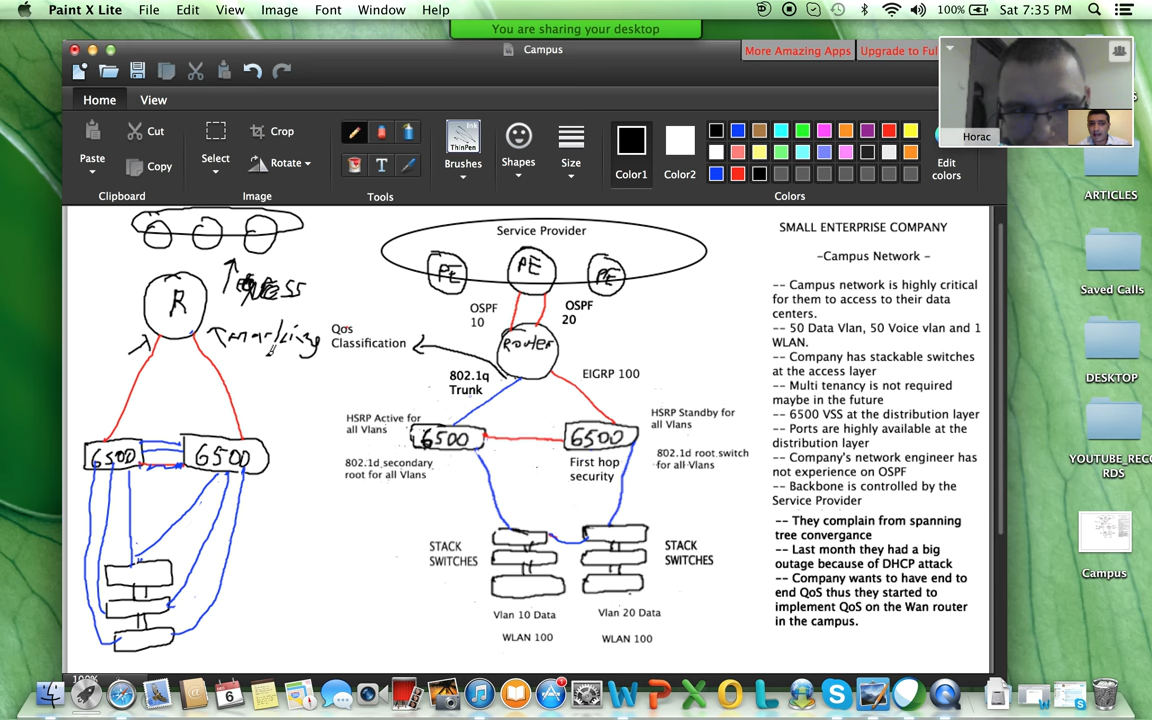 Paint X Lite File Edit View Image Font Window Help
100% Sat 7:35 PM
You are sharing your desktop
Campus
More Amazing Apps Upgrade to Ful
Home View
Paste
Cut
Copy
Clipboard
Select
Crop
Rotate
Image
Tools
Ink
ThinPen
Brushes
Shapes
Size
Color1
Color2
Edit
colors
Colors
Horac
ARTICLES
Saved Calls
DESKTOP
YOUTUBE_REC
RDS
Campus
R
marking
6500 6500
Service Provider
PE PE PE
OSPF
10
OSPF
20
Qos
Classification
Router
802.1q
Trunk
EIGRP 100
HSRP Active for
all Vlans
6500 6500
HSRP Standby for
all Vlans
802.1d secondary
root for all Vlans
First hop
security
802.1d root switch
for all Vlans
STACK
SWITCHES
STACK
SWITCHES
Vlan 10 Data
WLAN 100
Vlan 20 Data
WLAN 100
SMALL ENTERPRISE COMPANY
-Campus Network -
-- Campus network is highly critical
for them to access to their data
centers.
-- 50 Data Vlan, 50 Voice vlan and 1
WLAN.
-- Company has stackable switches
at the access layer
-- Multi tenancy is not required
maybe in the future
-- 6500 VSS at the distribution layer
-- Ports are highly available at the
distribution layer
-- Company's network engineer has
not experience on OSPF
-- Backbone is controlled by the
Service Provider
-- They complain from spanning
tree convergance
-- Last month they had a big
outage because of DHCP attack
-- Company wants to have end to
end QoS thus they started to
implement QoS on the Wan router
in the campus.
100%